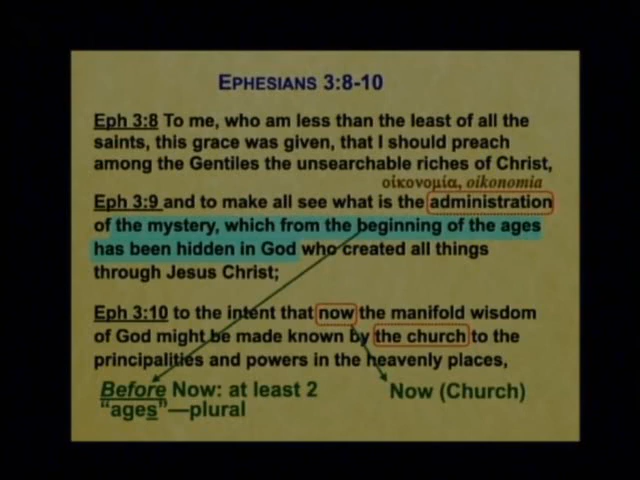 EPHESIANS 3:8-10
Eph 3:8 To me, who am less than the least of all the
saints, this grace was given, that I should preach
among the Gentiles the unsearchable riches of Christ,
οἰκονομία, oikonomia
Eph 3:9 and to make all see what is the administration
of the mystery, which from the beginning of the ages
has been hidden in God who created all things
through Jesus Christ;
Eph 3:10 to the intent that now the manifold wisdom
of God might be made known by the church to the
principalities and powers in the heavenly places,
Before Now: at least 2
“ages”—plural
Now (Church)